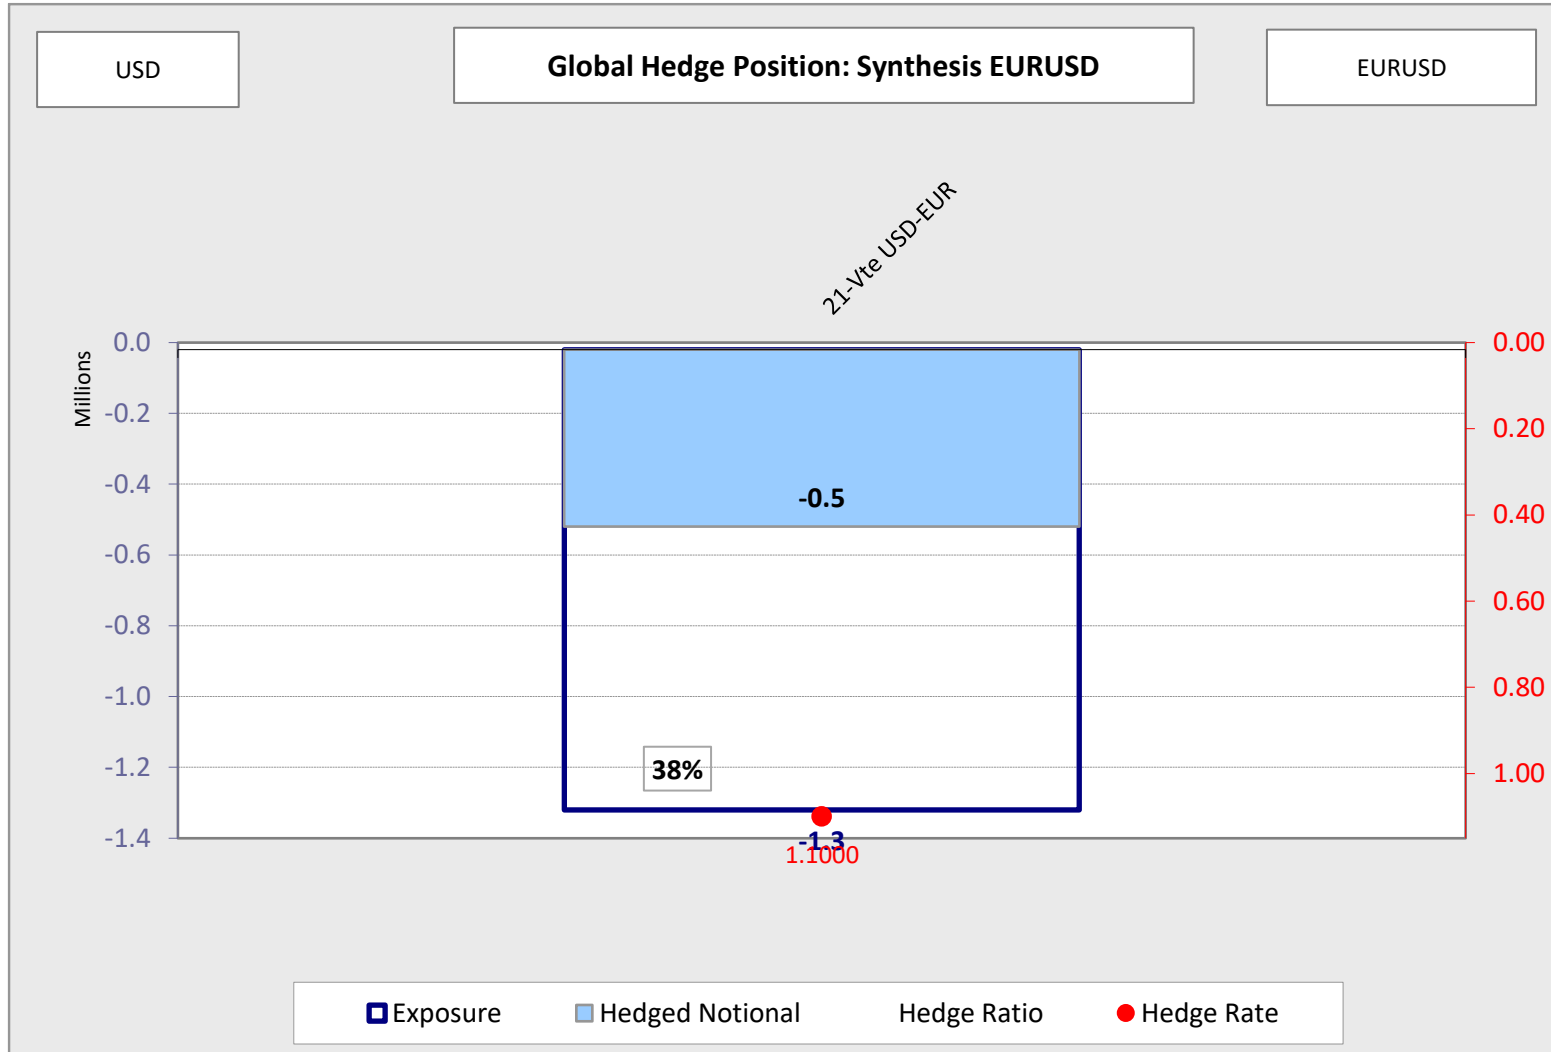 USD
Global Hedge Position: Synthesis EURUSD
EURUSD
21-Vte USD-EUR
Millions
0.0
-0.2
-0.4
-0.6
-0.8
-1.0
-1.2
-1.4
0.00
0.20
0.40
0.60
0.80
1.00
-0.5
38%
-1.3
1.1000
Exposure
Hedged Notional
Hedge Ratio
Hedge Rate